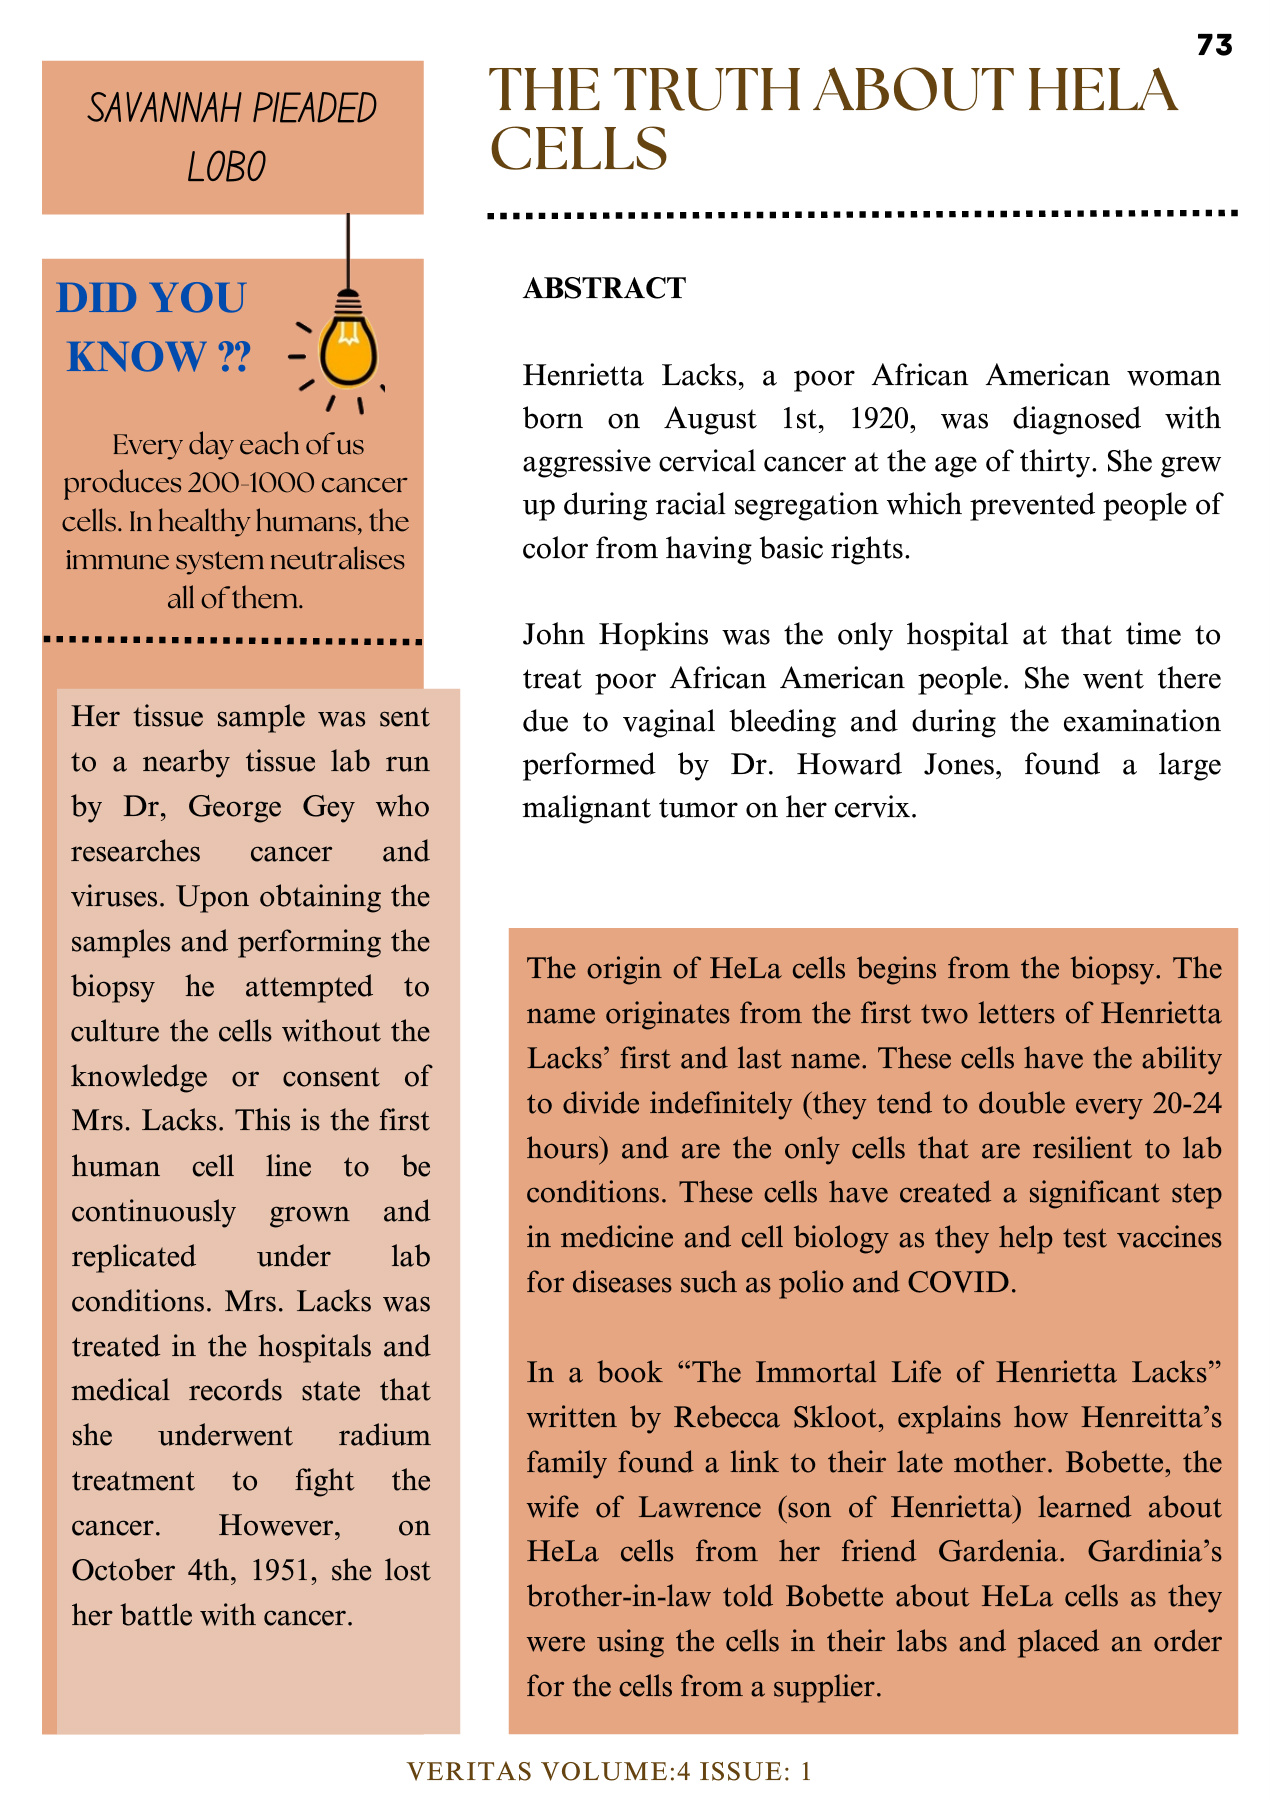 73
SAVANNAH PIEADED
LOBO
THE TRUTH ABOUT HELA
CELLS
DID YOU
KNOW ??
Every day each of us
produces 200-1000 cancer
cells. In healthy humans, the
immune system neutralises
all of them.
ABSTRACT
Henrietta Lacks, a poor African American woman
born on August 1st, 1920, was diagnosed with
aggressive cervical cancer at the age of thirty. She grew
up during racial segregation which prevented people of
color from having basic rights.
John Hopkins was the only hospital at that time to
treat poor African American people. She went there
due to vaginal bleeding and during the examination
performed by Dr. Howard Jones, found a large
malignant tumor on her cervix.
Her tissue sample was sent
to a nearby tissue lab run
by Dr, George Gey who
researches cancer and
viruses. Upon obtaining the
samples and performing the
biopsy he attempted to
culture the cells without the
knowledge or consent of
Mrs. Lacks. This is the first
human cell line to be
continuously grown and
replicated under lab
conditions. Mrs. Lacks was
treated in the hospitals and
medical records state that
she underwent radium
treatment to fight the
cancer. However, on
October 4th, 1951, she lost
her battle with cancer.
The origin of HeLa cells begins from the biopsy. The
name originates from the first two letters of Henrietta
Lacks’ first and last name. These cells have the ability
to divide indefinitely (they tend to double every 20-24
hours) and are the only cells that are resilient to lab
conditions. These cells have created a significant step
in medicine and cell biology as they help test vaccines
for diseases such as polio and COVID.
In a book “The Immortal Life of Henrietta Lacks”
written by Rebecca Skloot, explains how Henreitta’s
family found a link to their late mother. Bobette, the
wife of Lawrence (son of Henrietta) learned about
HeLa cells from her friend Gardenia. Gardinia’s
brother-in-law told Bobette about HeLa cells as they
were using the cells in their labs and placed an order
for the cells from a supplier.
VERITAS VOLUME:4 ISSUE: 1